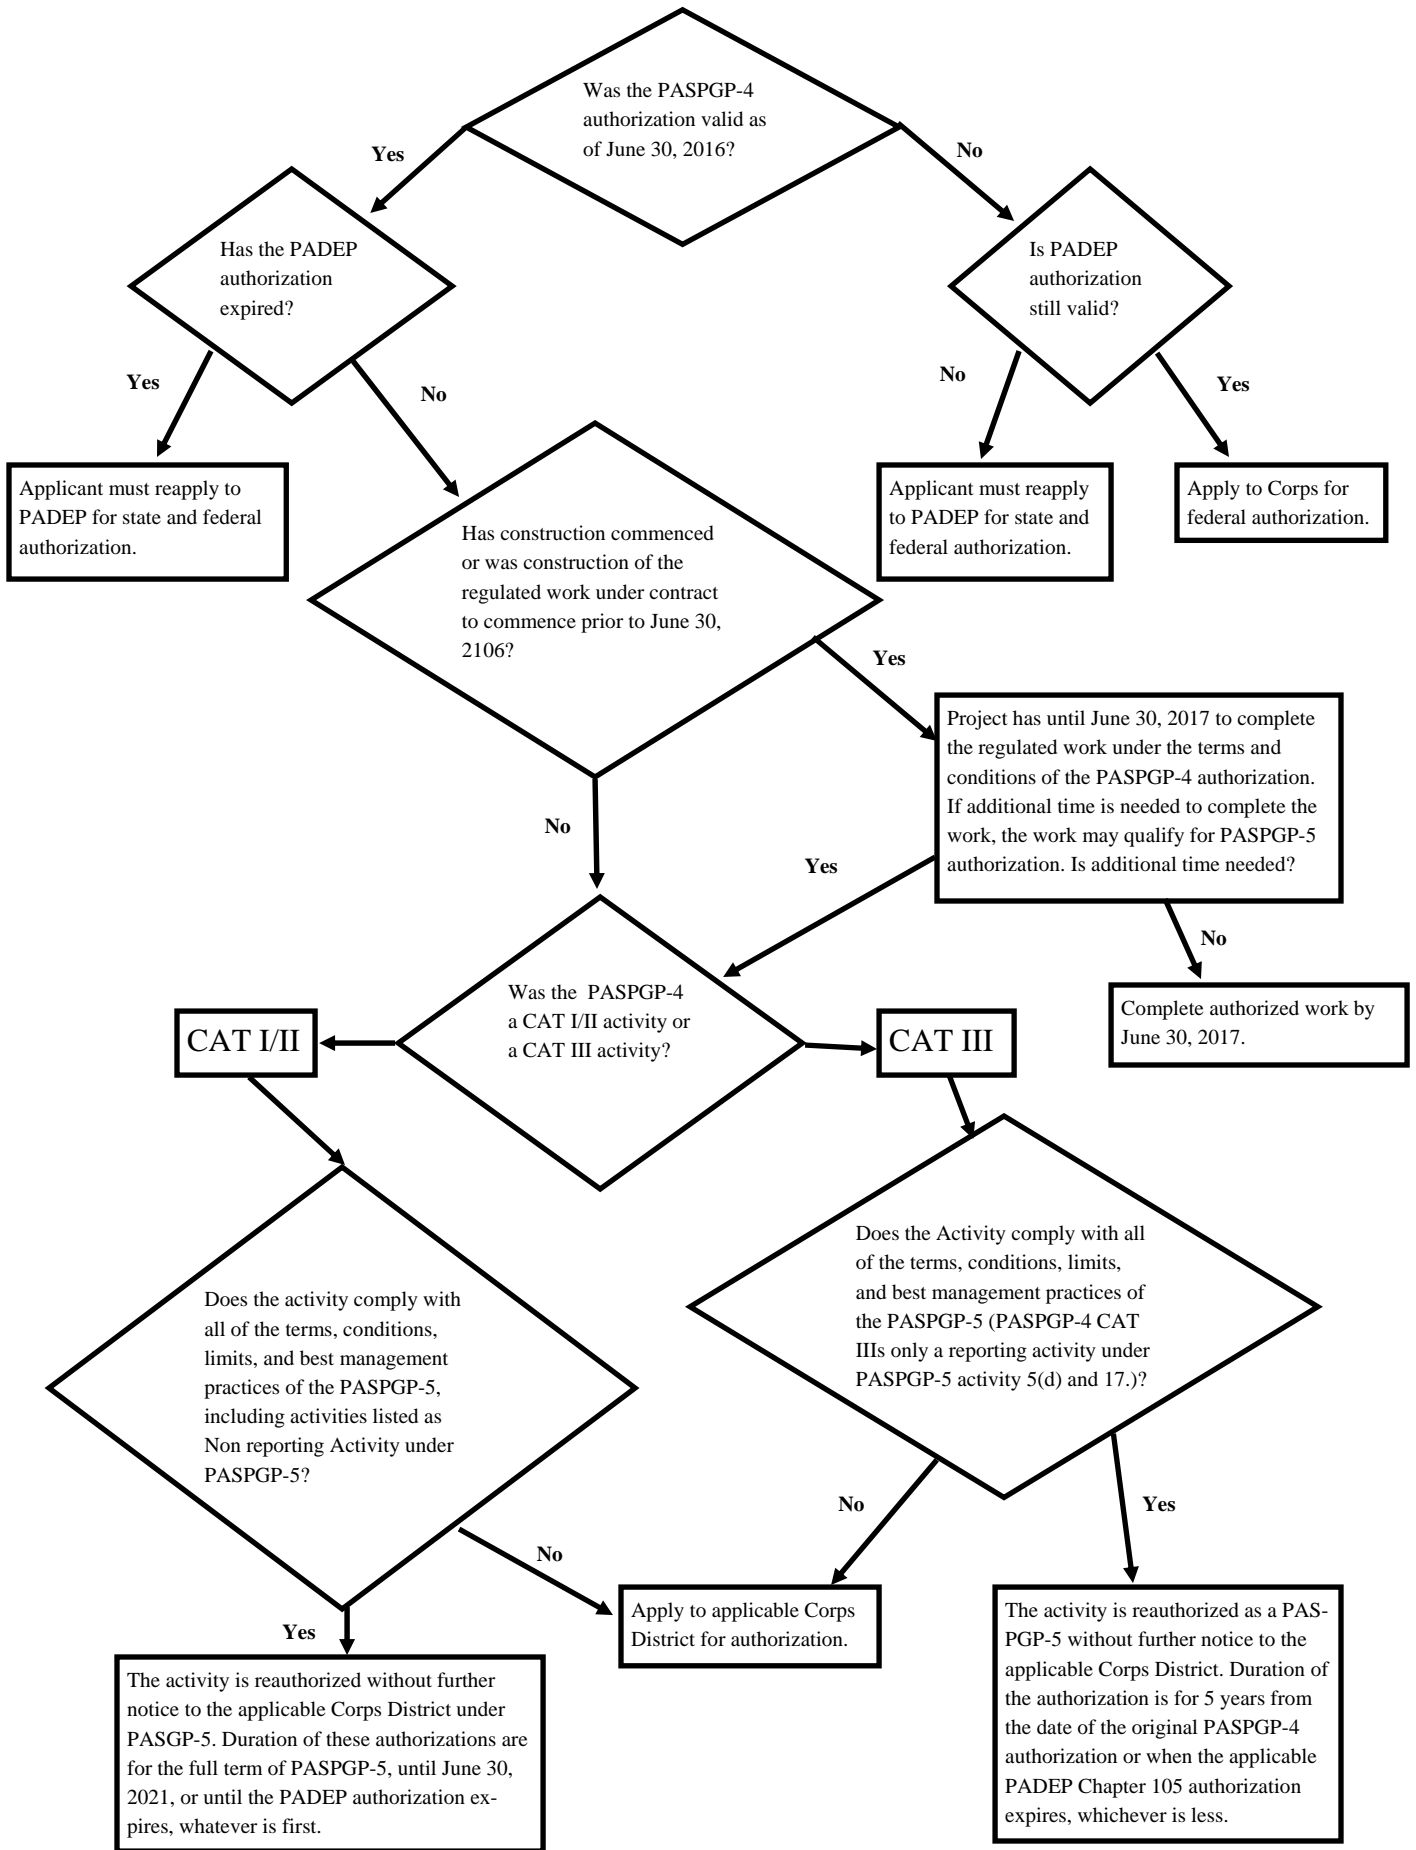 Was the PASPGP-4
authorization valid as
of June 30, 2016?
Yes
No
Has the PADEP
authorization
expired?
Is PADEP
authorization
still valid?
Yes
No
No
Yes
Applicant must reapply to
PADEP for state and federal
authorization.
Applicant must reapply
to PADEP for state and
federal authorization.
Apply to Corps for
federal authorization.
Has construction commenced
or was construction of the
regulated work under contract
to commence prior to June 30,
2106?
Yes
No
Project has until June 30, 2017 to complete
the regulated work under the terms and
conditions of the PASPGP-4 authorization.
If additional time is needed to complete the
work, the work may qualify for PASPGP-5
authorization. Is additional time needed?
Yes
No
Complete authorized work by
June 30, 2017.
Was the  PASPGP-4
a CAT I/II activity or
a CAT III activity?
CAT I/II
CAT III
Does the activity comply with
all of the terms, conditions,
limits, and best management
practices of the PASPGP-5,
including activities listed as
Non reporting Activity under
PASPGP-5?
Does the Activity comply with all
of the terms, conditions, limits,
and best management practices of
the PASPGP-5 (PASPGP-4 CAT
IIIs only a reporting activity under
PASPGP-5 activity 5(d) and 17.)?
No
Yes
No
Yes
Apply to applicable Corps
District for authorization.
The activity is reauthorized without further
notice to the applicable Corps District under
PASGP-5. Duration of these authorizations are
for the full term of PASPGP-5, until June 30,
2021, or until the PADEP authorization ex-
pires, whatever is first.
The activity is reauthorized as a PAS-
PGP-5 without further notice to the
applicable Corps District. Duration of
the authorization is for 5 years from
the date of the original PASPGP-4
authorization or when the applicable
PADEP Chapter 105 authorization
expires, whichever is less.